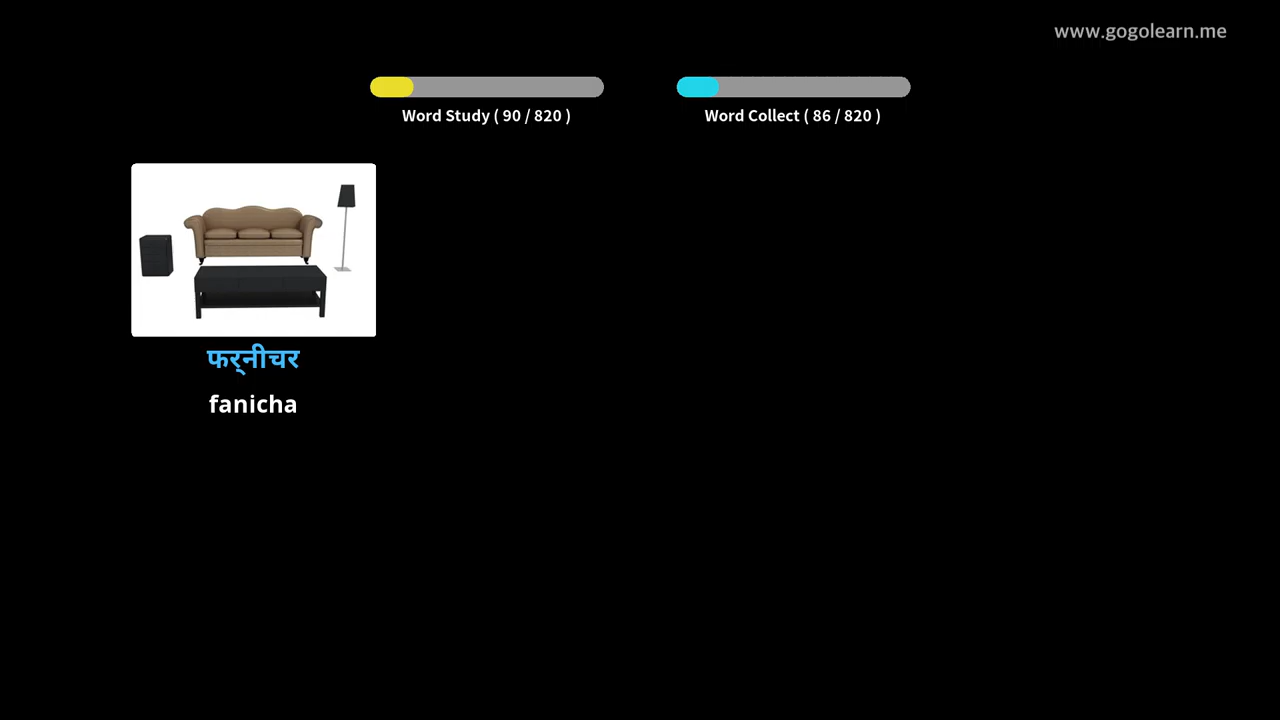 www.gogolearn.me
Word Study ( 90 / 820 )
Word Collect ( 86 / 820 )
फर्‌नीचर
fanicha